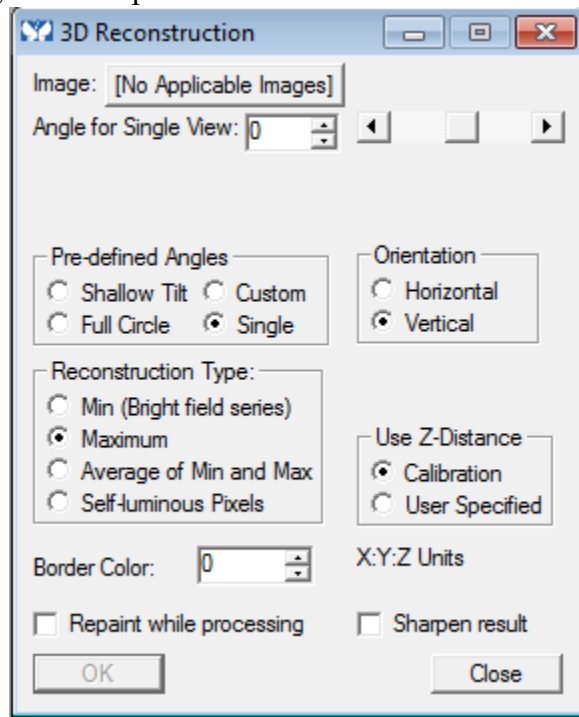 3D Reconstruction
Image: [No Applicable Images]
Angle for Single View: 0
Pre-defined Angles
Shallow Tilt Custom
Full Circle Single
Orientation
Horizontal
Vertical
Reconstruction Type:
Min (Bright field series)
Maximum
Average of Min and Max
Self-luminous Pixels
Use Z-Distance
Calibration
User Specified
Border Color: 0
X:Y:Z Units
Repaint while processing
Sharpen result
OK
Close